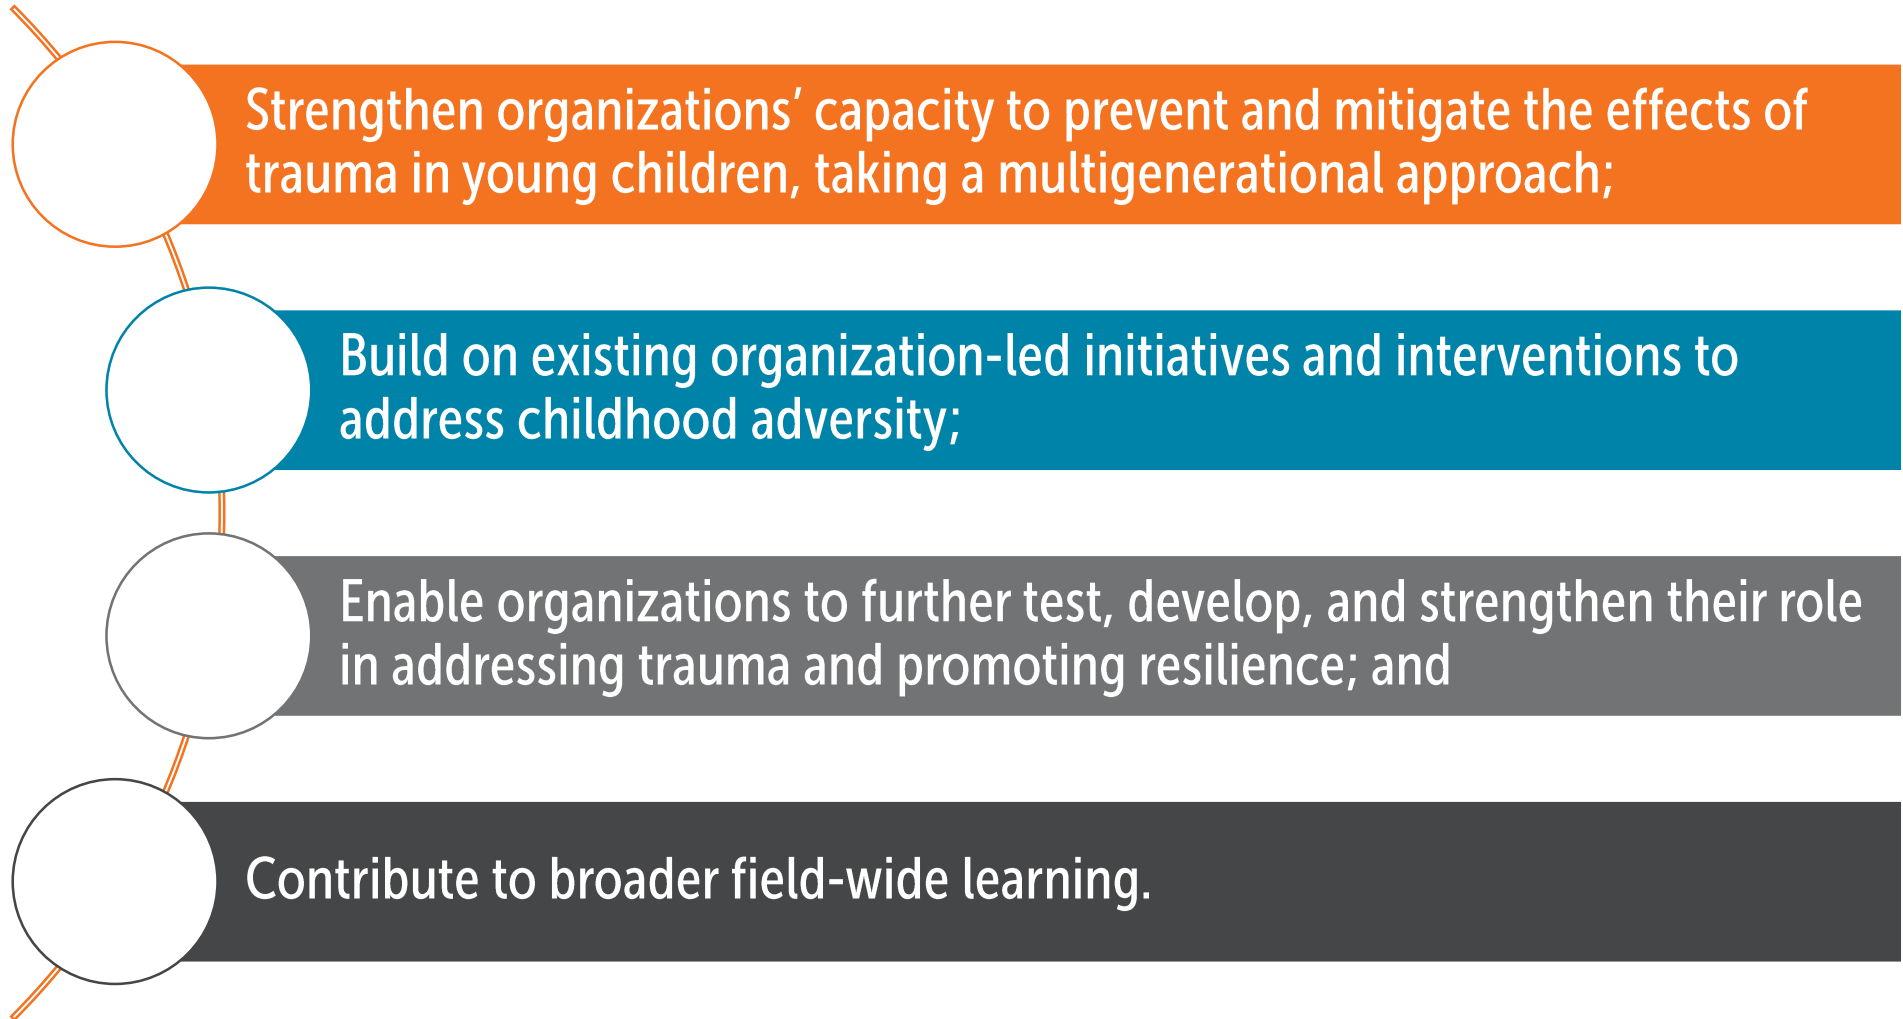 Strengthen organizations’ capacity to prevent and mitigate the effects of
trauma in young children, taking a multigenerational approach;
Build on existing organization-led initiatives and interventions to
address childhood adversity;
Enable organizations to further test, develop, and strengthen their role
in addressing trauma and promoting resilience; and
Contribute to broader field-wide learning.